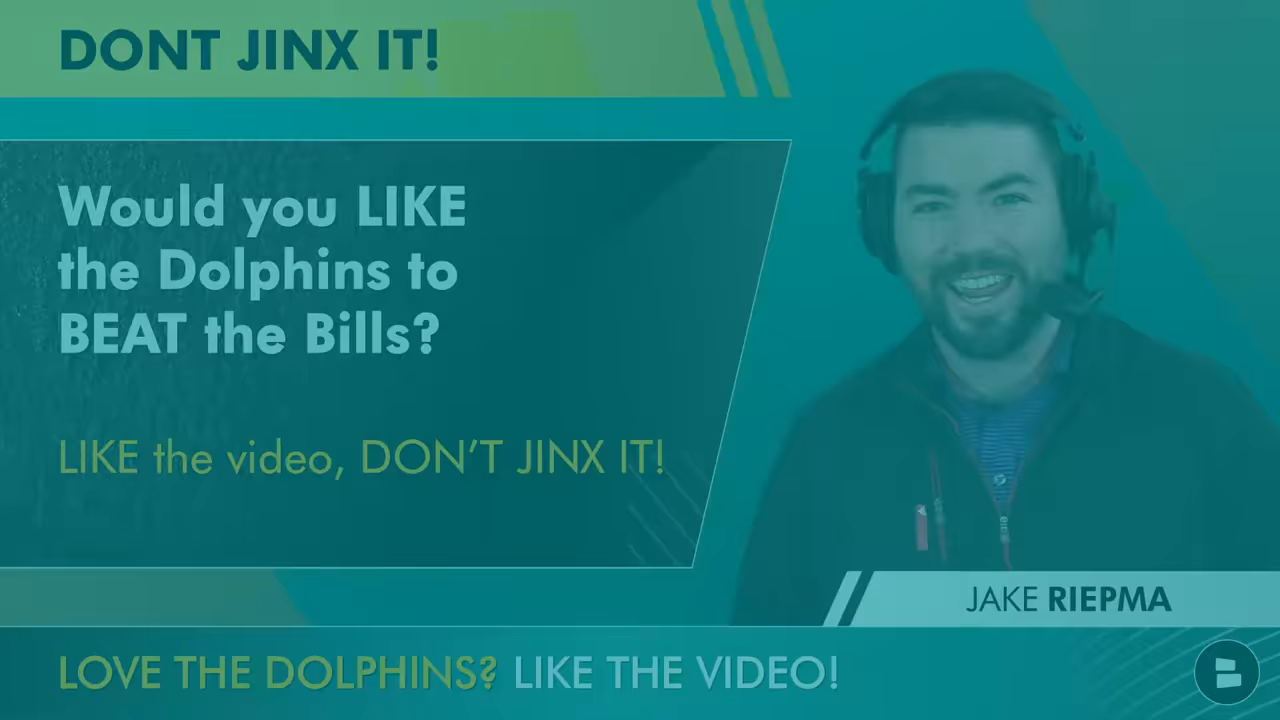 DONT JINX IT!
Would you LIKE
the Dolphins to
BEAT the Bills?
LIKE the video, DON'T JINX IT!
JAKE RIEPMA
LOVE THE DOLPHINS? LIKE THE VIDEO!